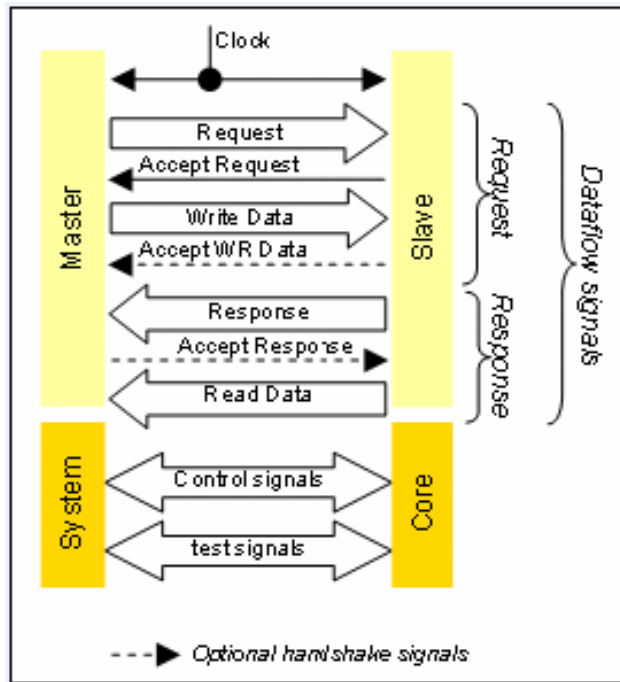 Clock
Request
Accept Request
Write Data
Accept WR Data
Response
Accept Response
Read Data
Master
Slave
Request
Response
Dataflow signals
Control signals
test signals
System
Core
Optional handshake signals